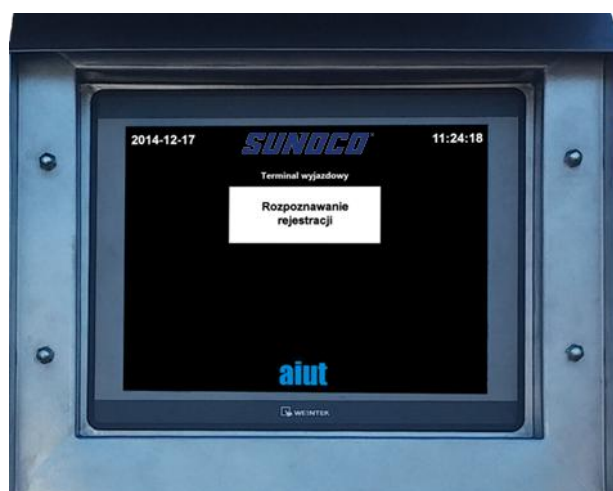 2014-12-17 SUNOCO 11:24:18
Terminal wyjazdowy
Rozpoznawanie
rejestracji
aiut
WEINTEK